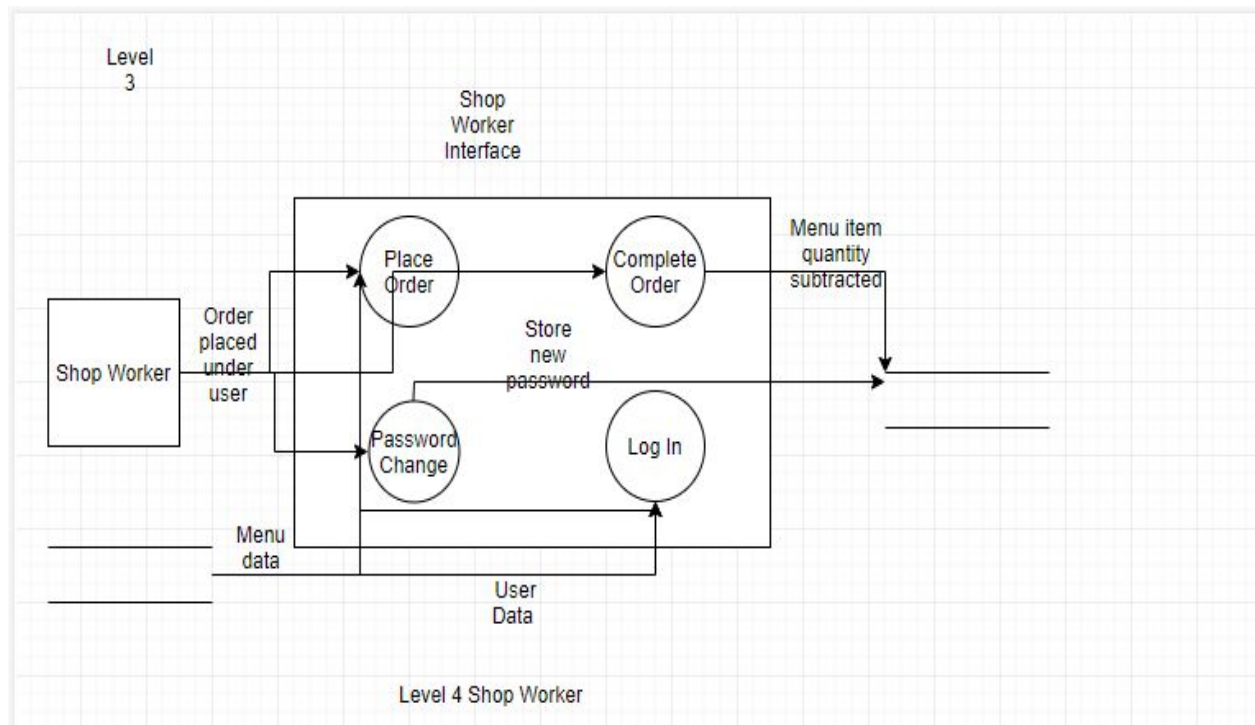 Level
3
Shop
Worker
Interface
Place
Order
Complete
Order
Menu item
quantity
subtracted
Shop Worker
Order
placed
under
user
Store
new
password
Password
Change
Log In
Menu
data
User
Data
Level 4 Shop Worker